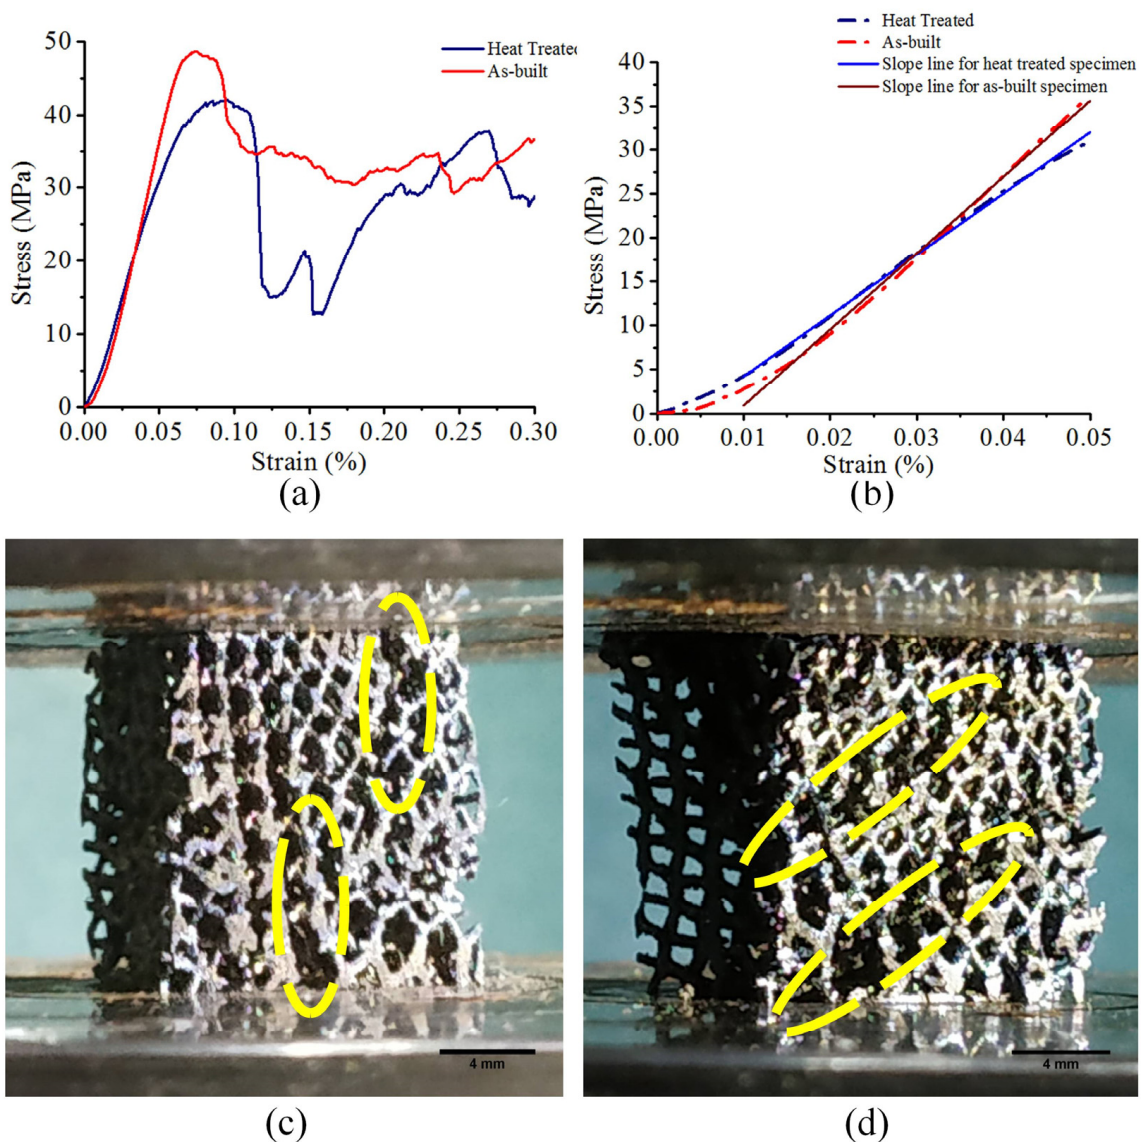 Heat Treated
As-built
Stress (MPa)
50
40
30
20
10
0
0.00 0.05 0.10 0.15 0.20 0.25 0.30
Strain (%)
(a)
Heat Treated
As-built
Slope line for heat treated specimen
Slope line for as-built specimen
Stress (MPa)
40
35
30
25
20
15
10
5
0
0.00 0.01 0.02 0.03 0.04 0.05
Strain (%)
(b)
4 mm
(c)
4 mm
(d)